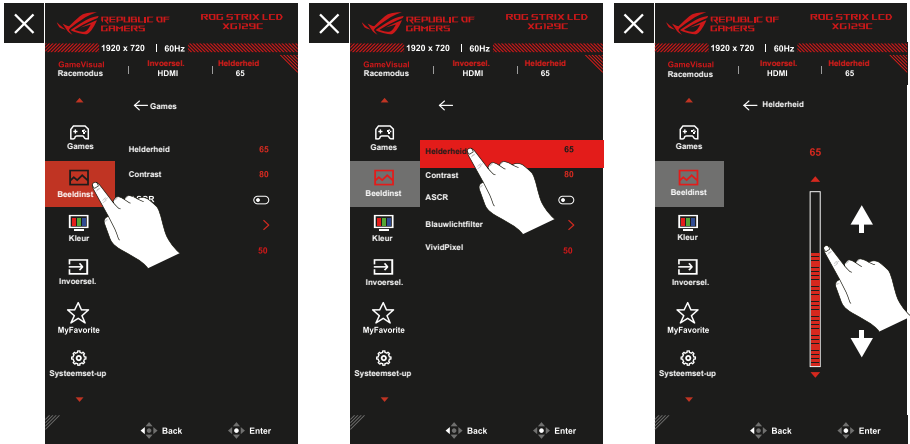 REPUBLIC OF
GAMERS
ROG STRIX LCD
XG129C
1920 x 720 | 60Hz
GameVisual
Racemodus
Invoersel.
HDMI
Helderheid
65
Games
Games
Helderheid 65
Beeldinst
Contrast 80
ASCR
Kleur
50
Invoersel.
MyFavorite
Systeemset-up
Back
Enter
REPUBLIC OF
GAMERS
ROG STRIX LCD
XG129C
1920 x 720 | 60Hz
GameVisual
Racemodus
Invoersel.
HDMI
Helderheid
65
Games
Helderheid 65
Beeldinst
Contrast 80
ASCR
Kleur
Blauwlichtfilter
VividPixel 50
Invoersel.
MyFavorite
Systeemset-up
Back
Enter
REPUBLIC OF
GAMERS
ROG STRIX LCD
XG129C
1920 x 720 | 60Hz
GameVisual
Racemodus
Invoersel.
HDMI
Helderheid
65
Helderheid
Games
65
Beeldinst
Kleur
Invoersel.
MyFavorite
Systeemset-up
Back
Enter